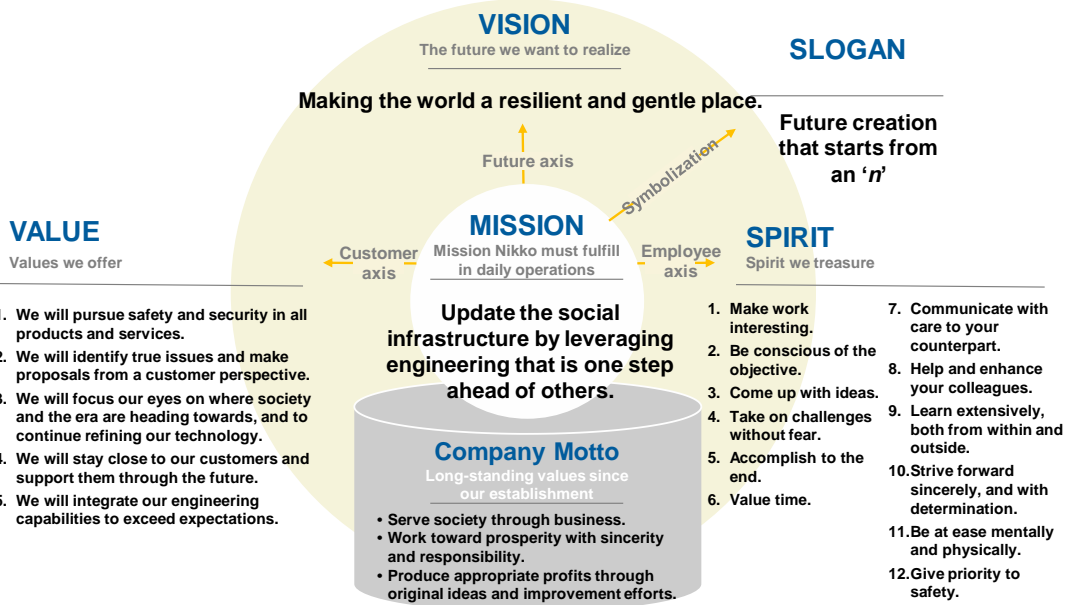 VISION
The future we want to realize
Making the world a resilient and gentle place.
SLOGAN
Future creation
that starts from
an ‘n’
Future axis
Symbolization
VALUE
Values we offer
Customer
axis
MISSION
Mission Nikko must fulfill
in daily operations
Employee
axis
SPIRIT
Spirit we treasure
1. We will pursue safety and security in all
products and services.
2. We will identify true issues and make
proposals from a customer perspective.
3. We will focus our eyes on where society
and the era are heading towards, and to
continue refining our technology.
4. We will stay close to our customers and
support them through the future.
5. We will integrate our engineering
capabilities to exceed expectations.
Update the social
infrastructure by leveraging
engineering that is one step
ahead of others.
Company Motto
Long-standing values since
our establishment
• Serve society through business.
• Work toward prosperity with sincerity
and responsibility.
• Produce appropriate profits through
original ideas and improvement efforts.
1. Make work
interesting.
2. Be conscious of the
objective.
3. Come up with ideas.
4. Take on challenges
without fear.
5. Accomplish to the
end.
6. Value time.
7. Communicate with
care to your
counterpart.
8. Help and enhance
your colleagues.
9. Learn extensively,
both from within and
outside.
10.Strive forward
sincerely, and with
determination.
11.Be at ease mentally
and physically.
12.Give priority to
safety.